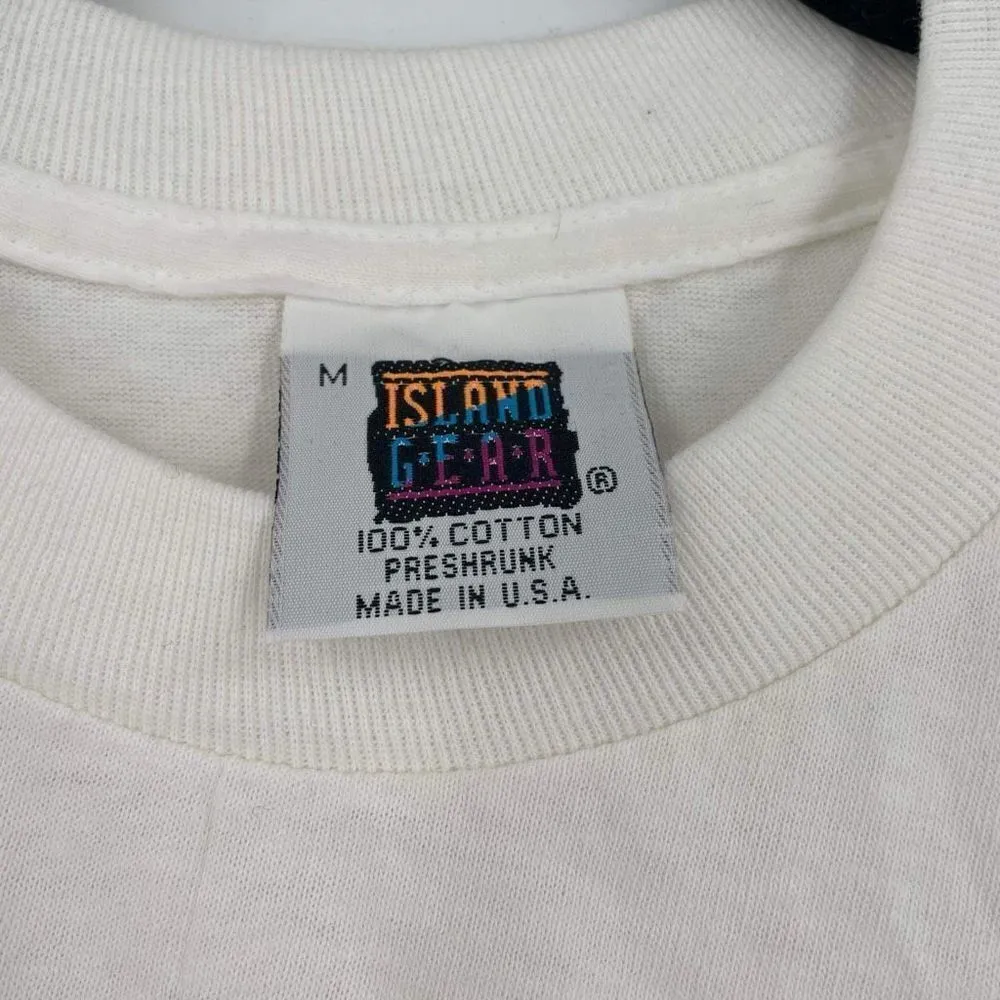 M
ISLAND
G•E•A•R
®
100% COTTON
PRESHRUNK
MADE IN U.S.A.